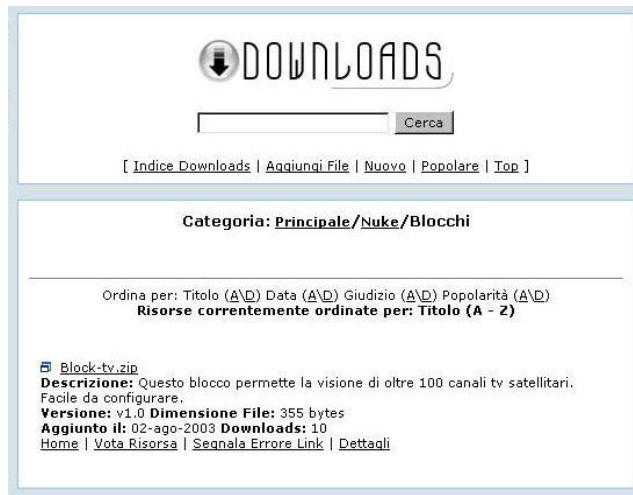 DOWNLOADS
Cerca
[ Indice Downloads | Aggiungi File | Nuovo | Popolare | Top ]
Categoria: Principale/Nuke/Blocchi
Ordina per: Titolo (A\D) Data (A\D) Giudizio (A\D) Popolarità (A\D)
Risorse correntemente ordinate per: Titolo (A - Z)
Block-tv.zip
Descrizione: Questo blocco permette la visione di oltre 100 canali tv satellitari.
Facile da configurare.
Versione: v1.0 Dimensione File: 355 bytes
Aggiunto il: 02-ago-2003 Downloads: 10
Home | Vota Risorsa | Segnala Errore Link | Dettagli